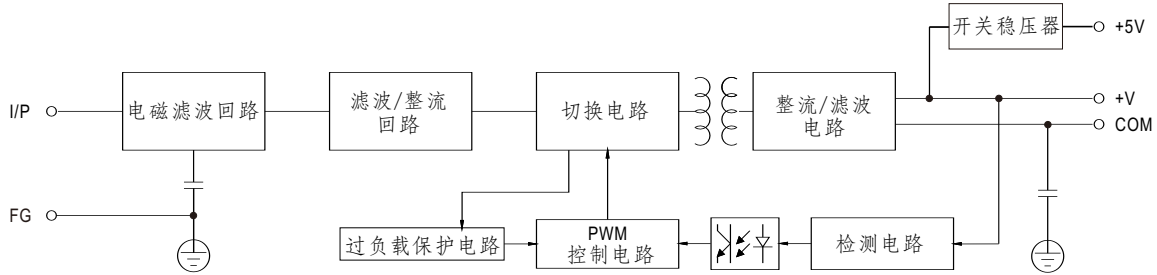 开关稳压器
+5V
I/P
电磁滤波回路
滤波/整流
回路
切换电路
整流/滤波
电路
+V
COM
FG
过负载保护电路
PWM
控制电路
检测电路